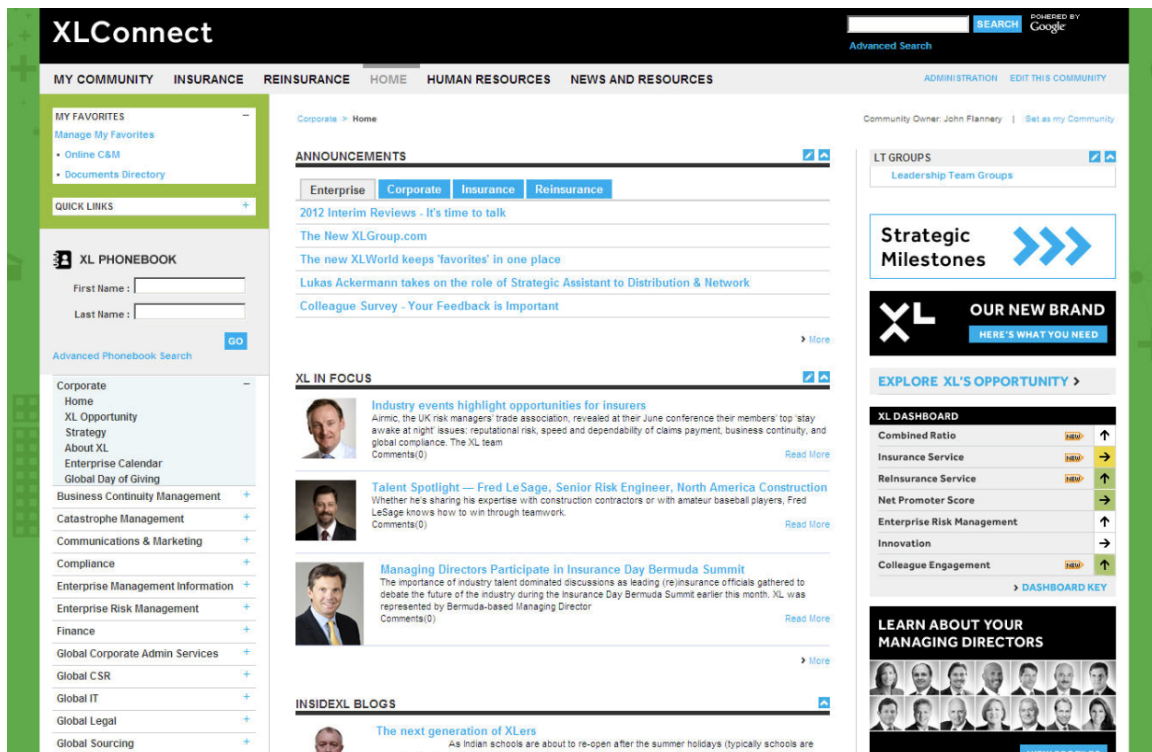 XLConnect
SEARCH
POWERED BY
Google
Advanced Search
MY COMMUNITY INSURANCE REINSURANCE HOME HUMAN RESOURCES NEWS AND RESOURCES
ADMINISTRATION EDIT THIS COMMUNITY
MY FAVORITES −
Manage My Favorites
• Online C&M
• Documents Directory
QUICK LINKS +
XL PHONEBOOK
First Name :
Last Name :
GO
Advanced Phonebook Search
Corporate −
Home
XL Opportunity
Strategy
About XL
Enterprise Calendar
Global Day of Giving
Business Continuity Management +
Catastrophe Management +
Communications & Marketing +
Compliance +
Enterprise Management Information +
Enterprise Risk Management +
Finance +
Global Corporate Admin Services +
Global CSR +
Global IT +
Global Legal +
Global Sourcing +
Corporate > Home
Community Owner: John Flannery | Set as my Community
ANNOUNCEMENTS
Enterprise Corporate Insurance Reinsurance
2012 Interim Reviews - It's time to talk
The New XLGroup.com
The new XLWorld keeps 'favorites' in one place
Lukas Ackermann takes on the role of Strategic Assistant to Distribution & Network
Colleague Survey - Your Feedback is Important
> More
XL IN FOCUS
Industry events highlight opportunities for insurers
Airmic, the UK risk managers' trade association, revealed at their June conference their members' top 'stay
awake at night' issues: reputational risk, speed and dependability of claims payment, business continuity, and
global compliance. The XL team
Comments(0)
Read More
Talent Spotlight — Fred LeSage, Senior Risk Engineer, North America Construction
Whether he's sharing his expertise with construction contractors or with amateur baseball players, Fred
LeSage knows how to win through teamwork.
Comments(0)
Read More
Managing Directors Participate in Insurance Day Bermuda Summit
The importance of industry talent dominated discussions as leading (re)insurance officials gathered to
debate the future of the industry during the Insurance Day Bermuda Summit earlier this month. XL was
represented by Bermuda-based Managing Director
Comments(0)
Read More
> More
INSIDEXL BLOGS
The next generation of XLers
As Indian schools are about to re-open after the summer holidays (typically schools are
LT GROUPS
Leadership Team Groups
Strategic
Milestones
XL
OUR NEW BRAND
HERE'S WHAT YOU NEED
EXPLORE XL'S OPPORTUNITY >
XL DASHBOARD
Combined Ratio NEW ↑
Insurance Service NEW →
ReInsurance Service NEW ↑
Net Promoter Score →
Enterprise Risk Management ↑
Innovation →
Colleague Engagement NEW ↑
> DASHBOARD KEY
LEARN ABOUT YOUR
MANAGING DIRECTORS